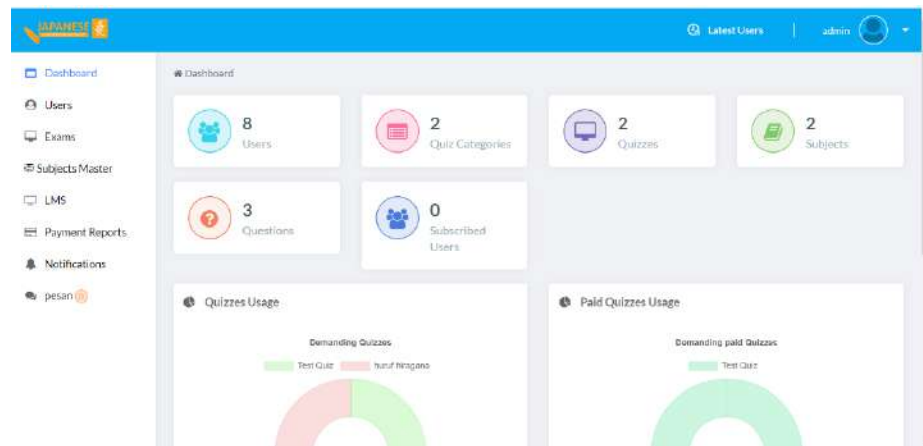 JAPANESE
Latest Users
admin
Dashboard
Users
Exams
Subjects Master
LMS
Payment Reports
Notifications
pesan
Dashboard
8
Users
2
Quiz Categories
2
Quizzes
2
Subjects
3
Questions
0
Subscribed
Users
Quizzes Usage
Demanding Quizzes
Test Quiz huruf hiragana
Paid Quizzes Usage
Demanding paid Quizzes
Test Quiz